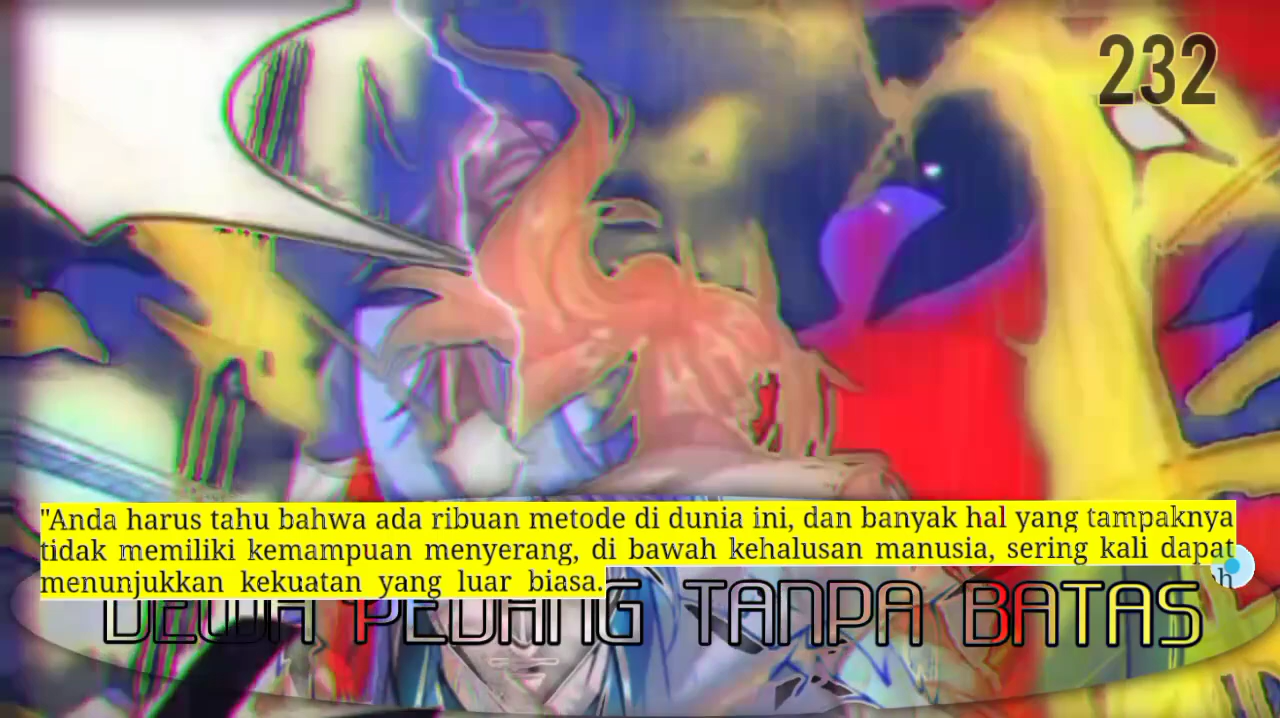 232
"Anda harus tahu bahwa ada ribuan metode di dunia ini, dan banyak hal yang tampaknya
tidak memiliki kemampuan menyerang, di bawah kehalusan manusia, sering kali dapat
menunjukkan kekuatan yang luar biasa.
DEWA PEDANG TANPA BATAS